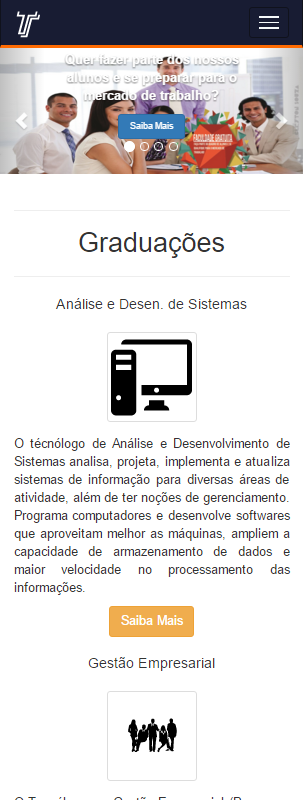 Quer fazer parte dos nossos
alunos e se preparar para o
mercado de trabalho?
Saiba Mais
FACULDADE GRATUITA
Graduações
Análise e Desen. de Sistemas
O técnólogo de Análise e Desenvolvimento de
Sistemas analisa, projeta, implementa e atualiza
sistemas de informação para diversas áreas de
atividade, além de ter noções de gerenciamento.
Programa computadores e desenvolve softwares
que aproveitam melhor as máquinas, ampliem a
capacidade de armazenamento de dados e
maior velocidade no processamento das
informações.
Saiba Mais
Gestão Empresarial